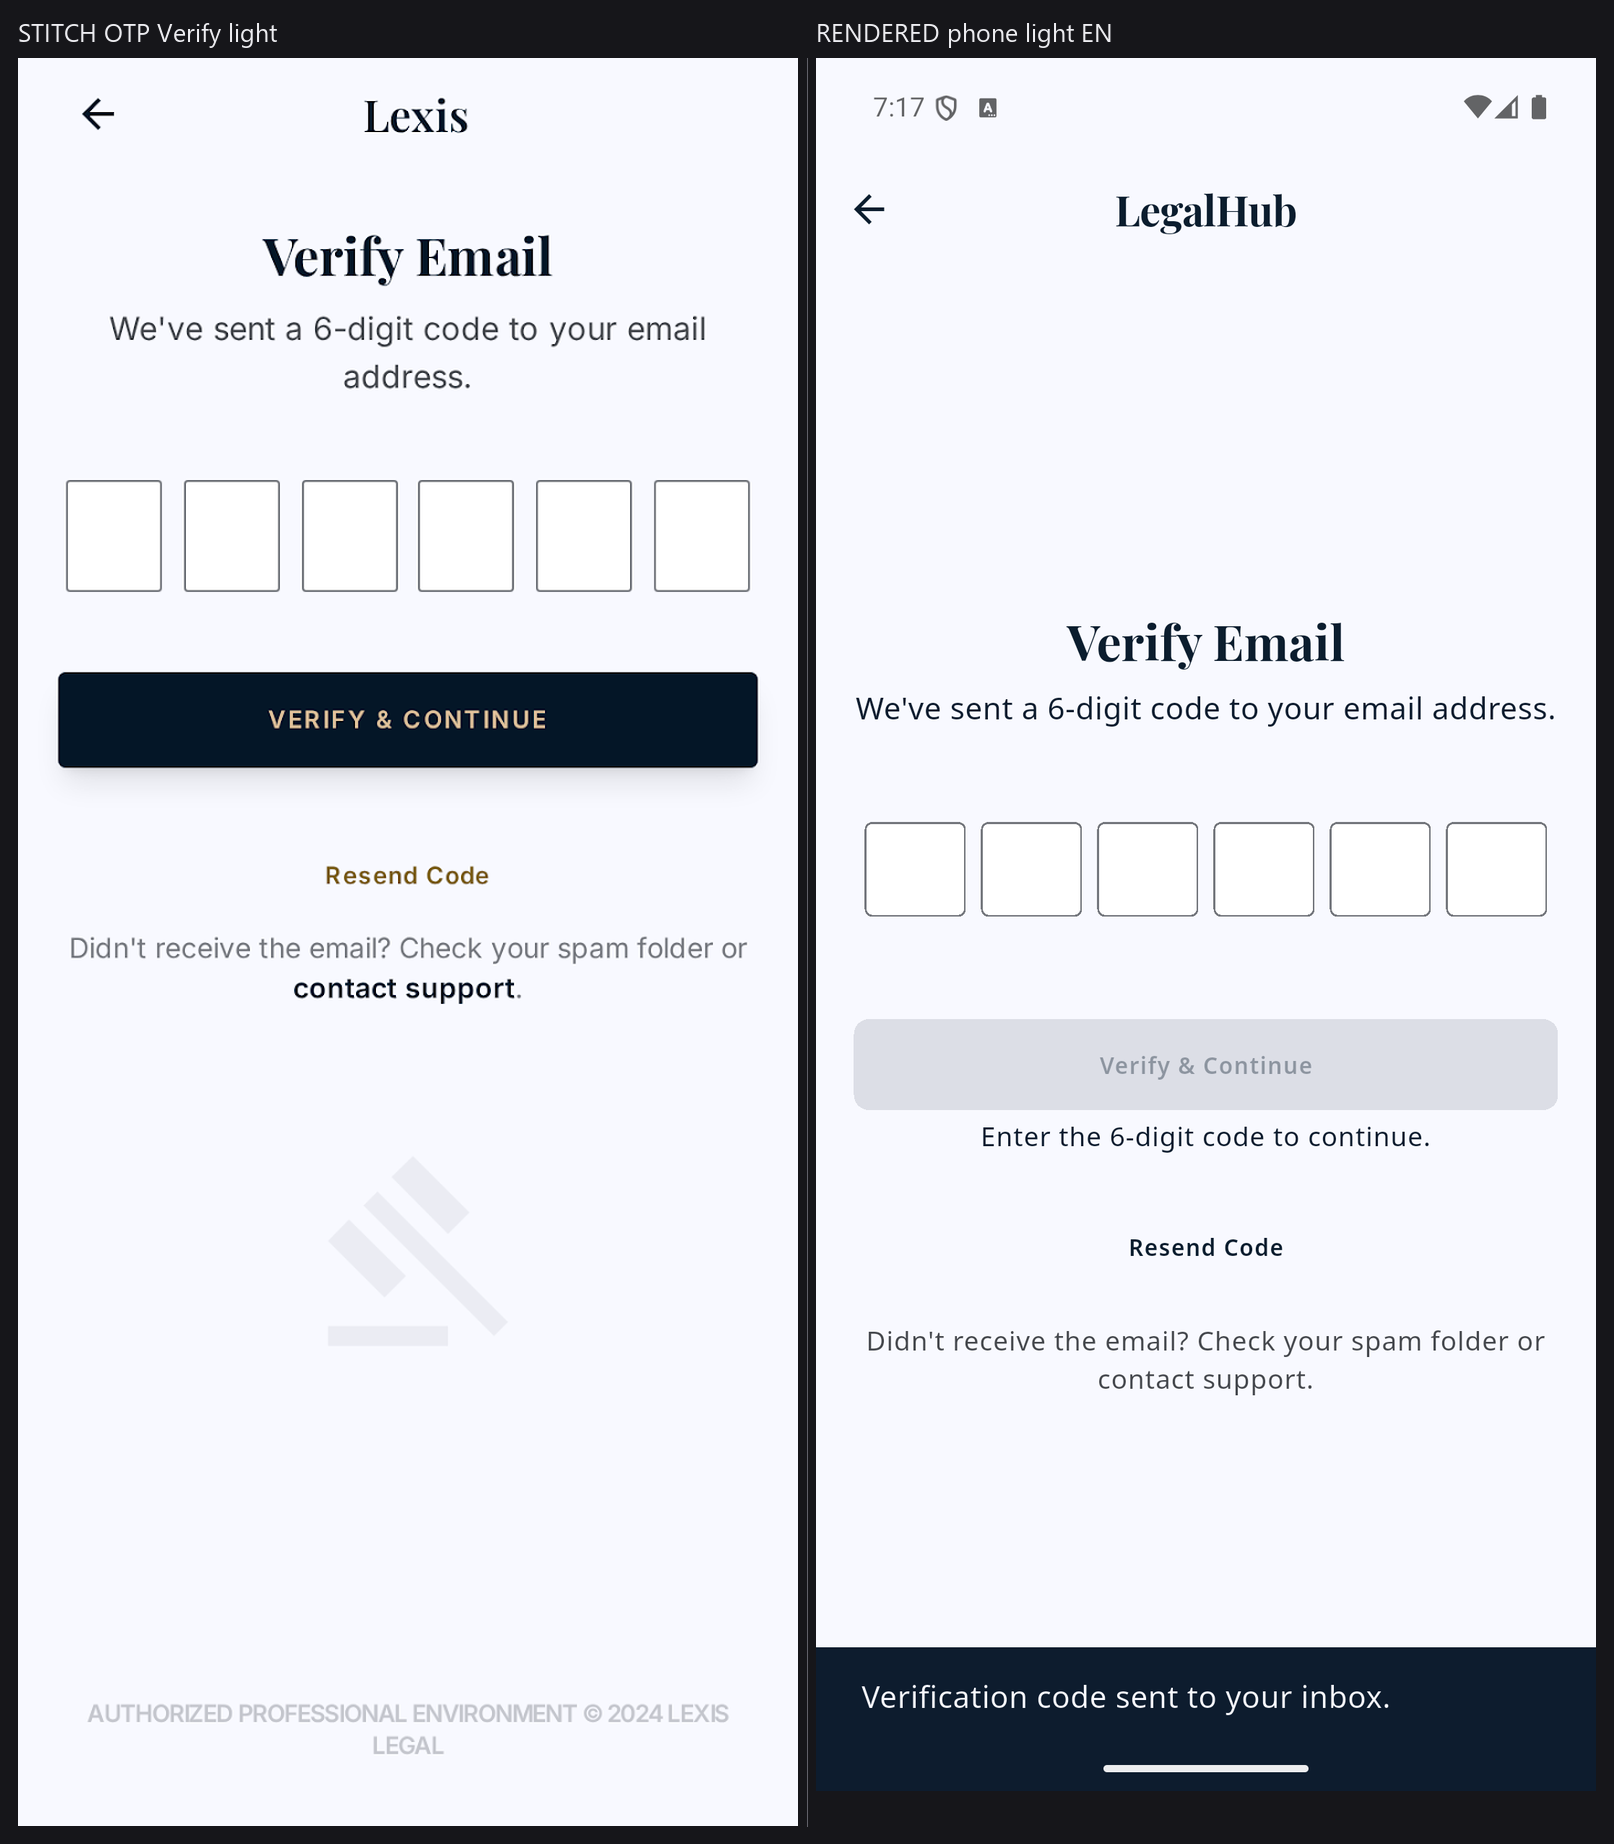 STITCH OTP Verify light
Lexis
Verify Email
We've sent a 6-digit code to your email
address.
VERIFY & CONTINUE
Resend Code
Didn't receive the email? Check your spam folder or
contact support.
AUTHORIZED PROFESSIONAL ENVIRONMENT © 2024 LEXIS
LEGAL
RENDERED phone light EN
7:17
A
LegalHub
Verify Email
We've sent a 6-digit code to your email address.
Verify & Continue
Enter the 6-digit code to continue.
Resend Code
Didn't receive the email? Check your spam folder or
contact support.
Verification code sent to your inbox.